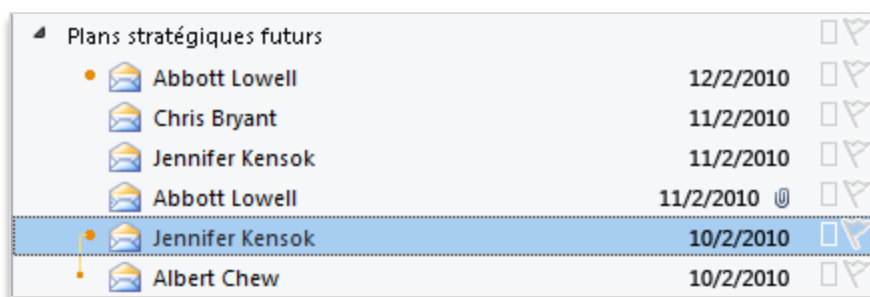 Plans stratégiques futurs
Abbott Lowell 12/2/2010
Chris Bryant 11/2/2010
Jennifer Kensok 11/2/2010
Abbott Lowell 11/2/2010
Jennifer Kensok 10/2/2010
Albert Chew 10/2/2010